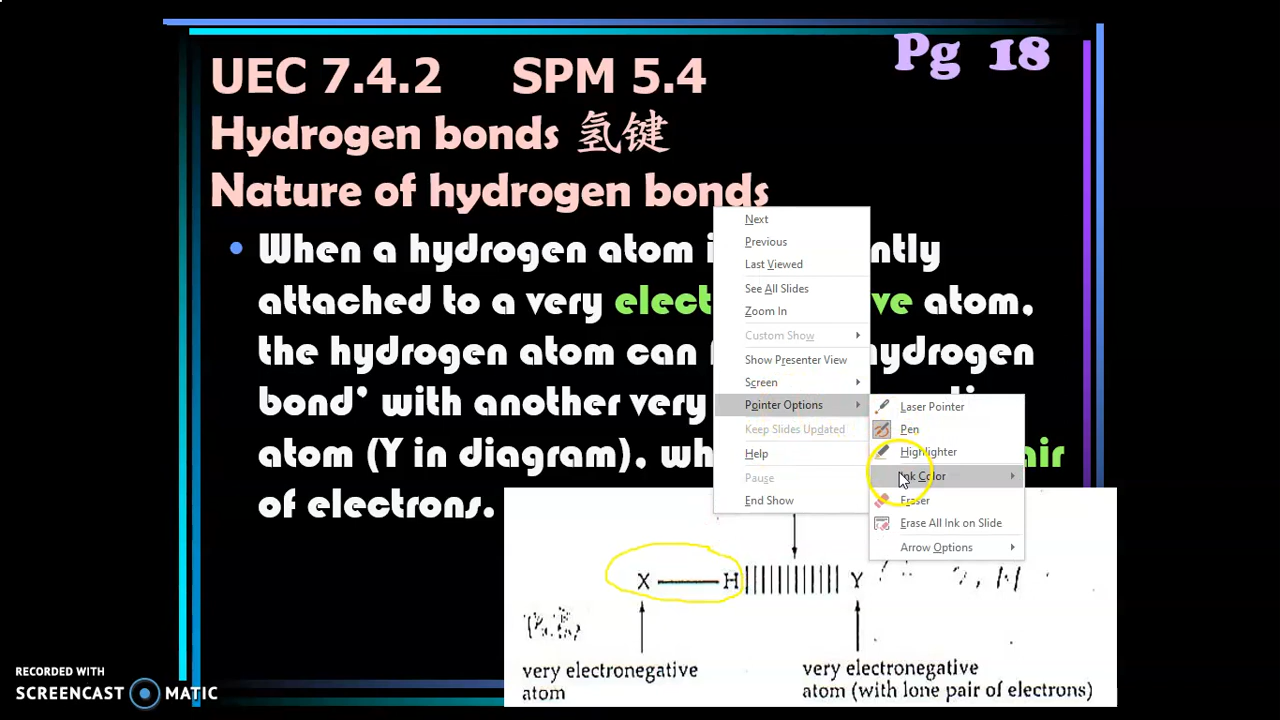 Pg 18
UEC 7.4.2 SPM 5.4
Hydrogen bonds 氢键
Nature of hydrogen bonds
• When a hydrogen atom i ntly
attached to a very elect ve atom,
the hydrogen atom can hydrogen
bond' with another very
atom (Y in diagram), wh air
of electrons.
Next
Previous
Last Viewed
See All Slides
Zoom In
Custom Show
Show Presenter View
Screen
Pointer Options
Keep Slides Updated
Help
Pause
End Show
Laser Pointer
Pen
Highlighter
Ink Color
Eraser
Erase All Ink on Slide
Arrow Options
X H Y
very electronegative
atom
very electronegative
atom (with lone pair of electrons)
RECORDED WITH
SCREENCAST MATIC